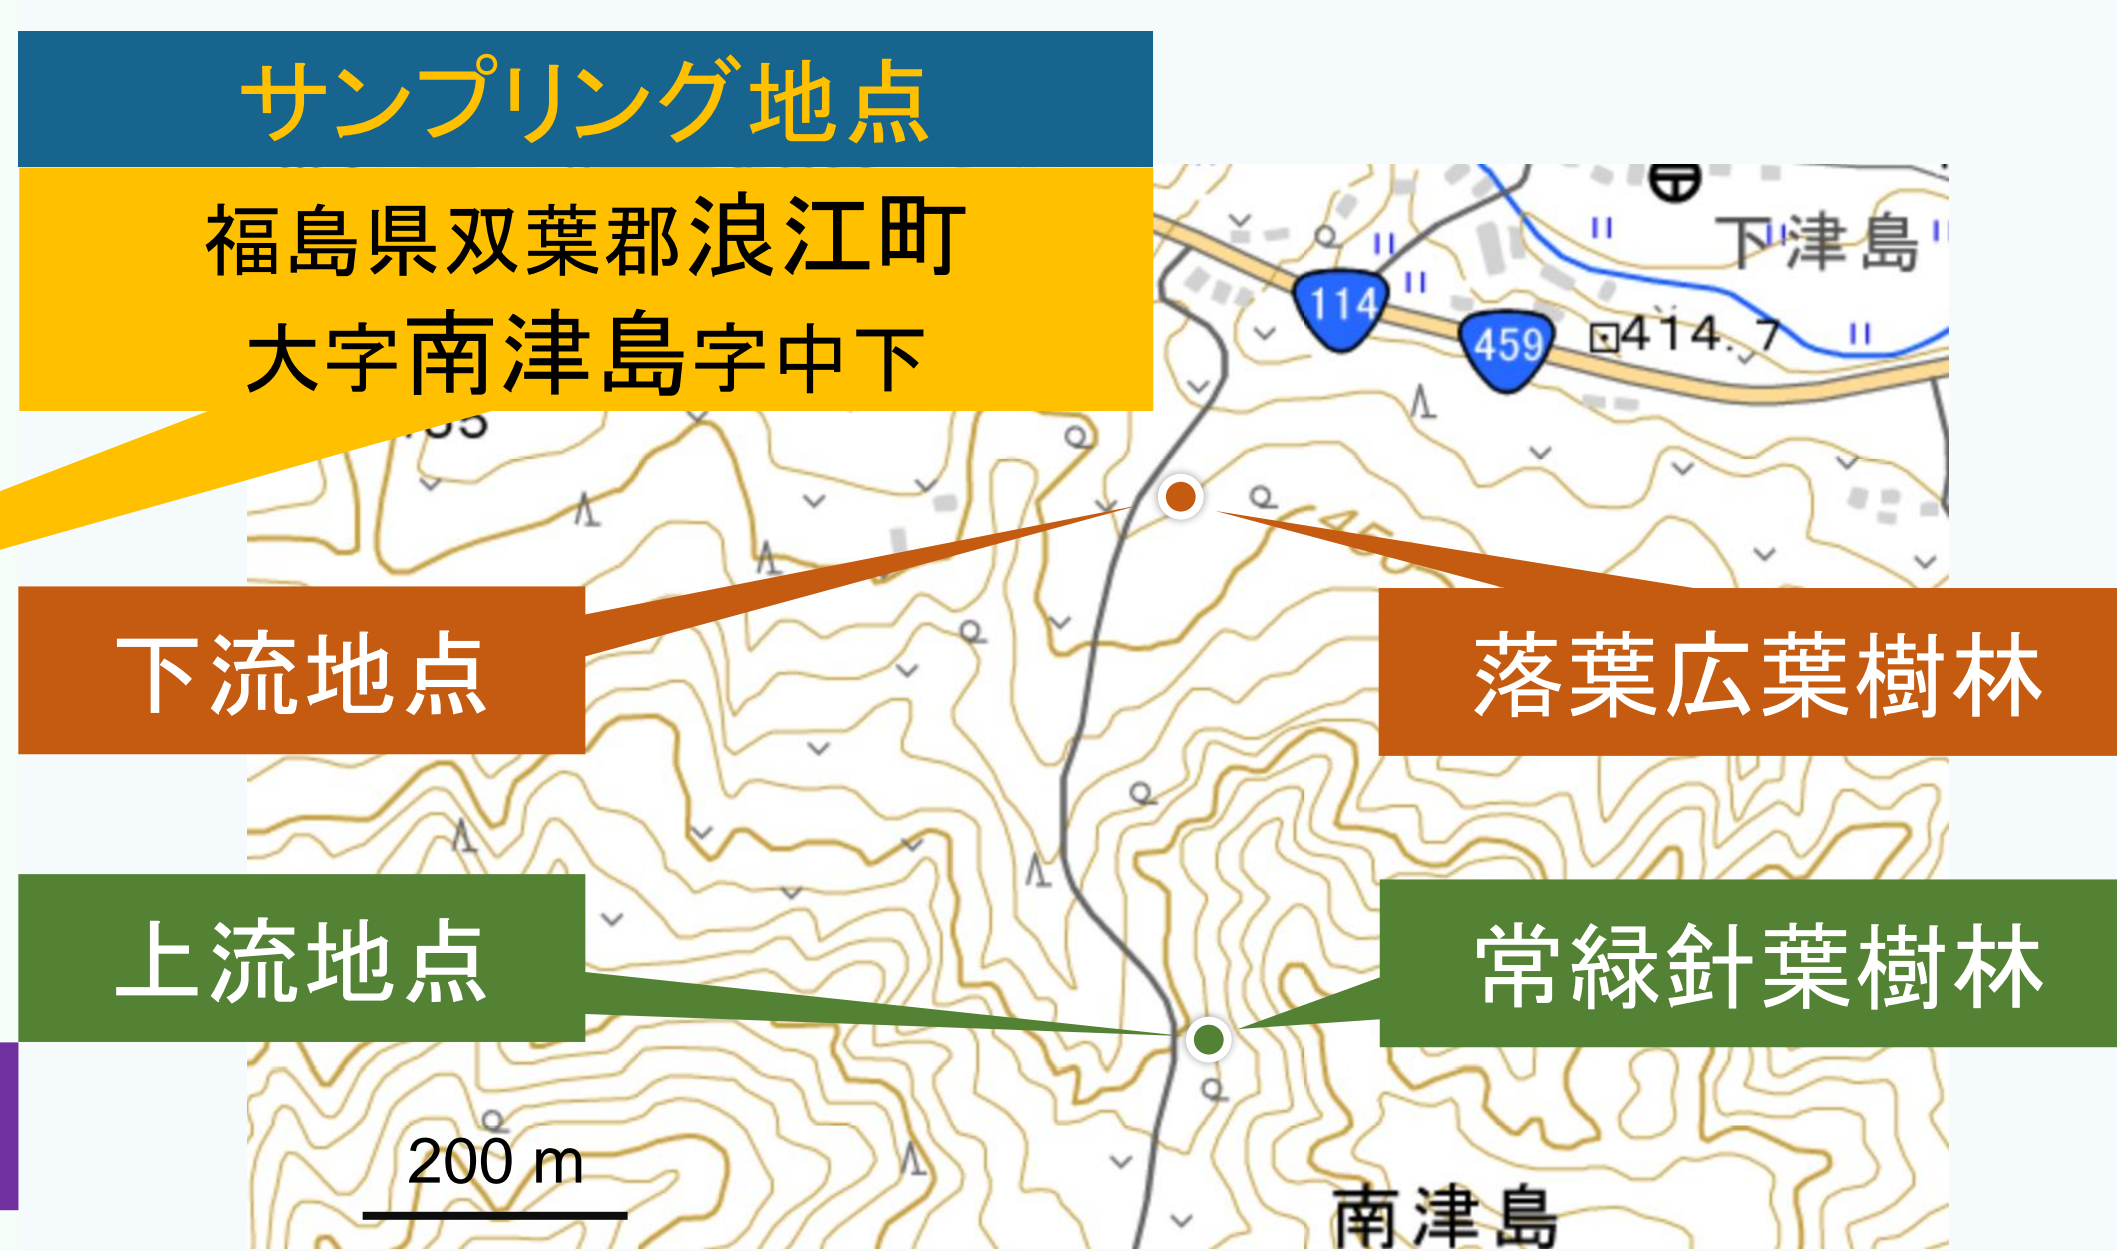 サンプリング地点
福島県双葉郡浪江町
大字南津島字中下
下津島
114
459
414.7
下流地点
落葉広葉樹林
上流地点
常緑針葉樹林
200 m
南津島